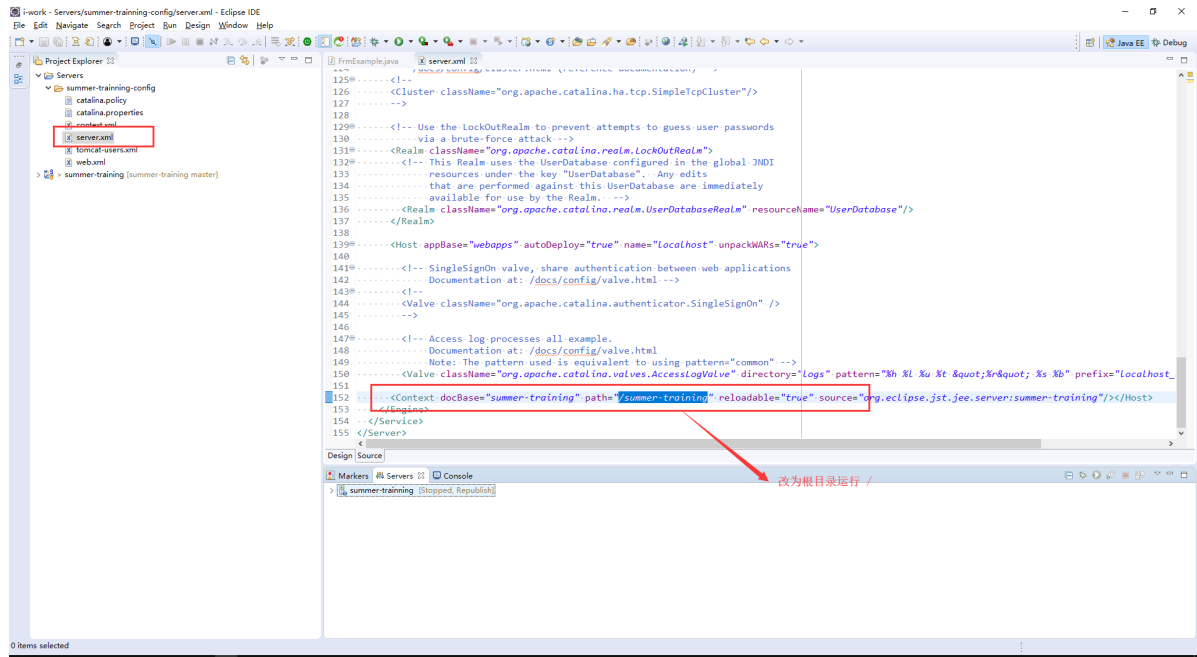 i-work - Servers/summer-trainning-config/server.xml - Eclipse IDE
File Edit Navigate Search Project Run Design Window Help
Java EE Debug
Project Explorer
Servers
summer-trainning-config
catalina.policy
catalina.properties
context.xml
server.xml
tomcat-users.xml
web.xml
> summer-training [summer-training master]
FrmExample.java server.xml
124 /docs/config/cluster.html (reference documentation) -->
125 <!--
126 <Cluster className="org.apache.catalina.ha.tcp.SimpleTcpCluster"/>
127 -->
128
129 <!-- Use the LockOutRealm to prevent attempts to guess user passwords
130 via a brute-force attack -->
131 <Realm className="org.apache.catalina.realm.LockOutRealm">
132 <!-- This Realm uses the UserDatabase configured in the global JNDI
133 resources under the key "UserDatabase". Any edits
134 that are performed against this UserDatabase are immediately
135 available for use by the Realm. -->
136 <Realm className="org.apache.catalina.realm.UserDatabaseRealm" resourceName="UserDatabase"/>
137 </Realm>
138
139 <Host appBase="webapps" autoDeploy="true" name="localhost" unpackWARs="true">
140
141 <!-- SingleSignOn valve, share authentication between web applications
142 Documentation at: /docs/config/valve.html -->
143 <!--
144 <Valve className="org.apache.catalina.authenticator.SingleSignOn" />
145 -->
146
147 <!-- Access log processes all example.
148 Documentation at: /docs/config/valve.html
149 Note: The pattern used is equivalent to using pattern="common" -->
150 <Valve className="org.apache.catalina.valves.AccessLogValve" directory="logs" pattern="%h %l %u %t &quot;%r&quot; %s %b" prefix="localhost_
151
152 <Context docBase="summer-training" path="/summer-training" reloadable="true" source="org.eclipse.jst.jee.server:summer-training"/></Host>
153 </Engine>
154 </Service>
155 </Server>
Design Source
Markers Servers Console
summer-trainning [Stopped, Republish]
改为根目录运行 /
0 items selected